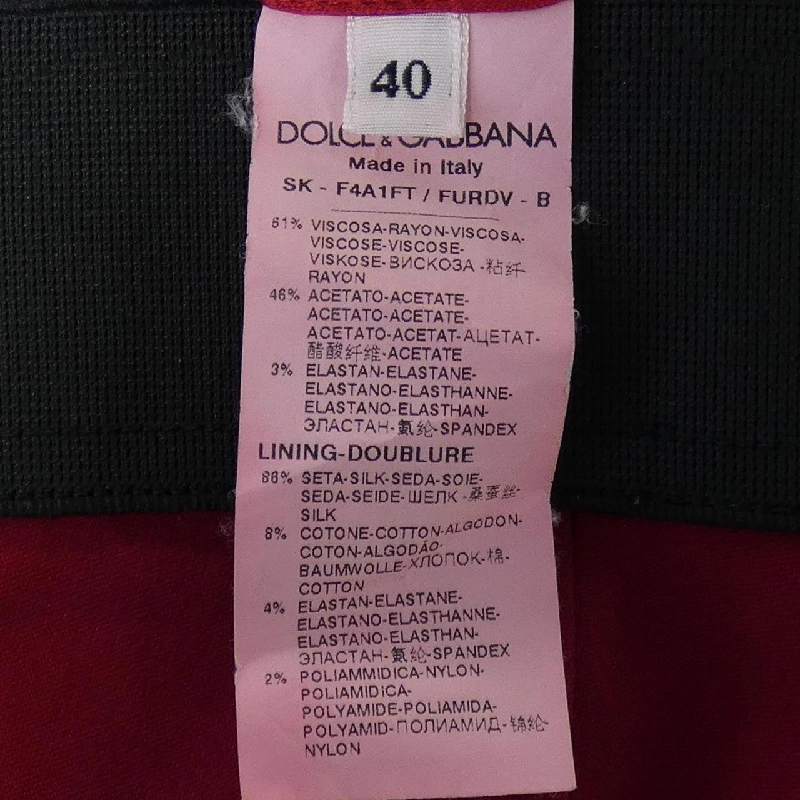 40
DOLCE & GABBANA
Made in Italy
SK - F4A1FT / FURDV - B
61% VISCOSA-RAYON-VISCOSA-
VISCOSE-VISCOSE-
VISKOSE-ВИСКОЗА -粘纤-
RAYON
46% ACETATO-ACETATE-
ACETATO-ACETATE-
ACETATO-ACETAT-АЦЕТАТ-
醋酸纤维-ACETATE
3% ELASTAN-ELASTANE-
ELASTANO-ELASTHANNE-
ELASTANO-ELASTHAN-
ЭЛАСТАН-氨纶-SPANDEX
LINING-DOUBLURE
86% SETA-SILK-SEDA-SOIE-
SEDA-SEIDE-ШЕЛК -桑蚕丝-
SILK
8% COTONE-COTTON-ALGODON-
COTON-ALGODÃO-
BAUMWOLLE-ХЛОПОК-棉-
COTTON
4% ELASTAN-ELASTANE-
ELASTANO-ELASTHANNE-
ELASTANO-ELASTHAN-
ЭЛАСТАН-氨纶-SPANDEX
2% POLIAMMIDICA-NYLON-
POLIAMIDICA-
POLYAMIDE-POLIAMIDA-
POLYAMID-ПОЛИАМИД-锦纶-
NYLON